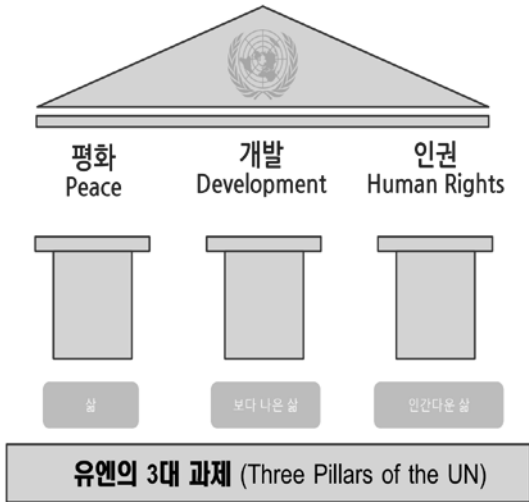 평화
Peace
개발
Development
인권
Human Rights
삶
보다 나은 삶
인간다운 삶
유엔의 3대 과제 (Three Pillars of the UN)